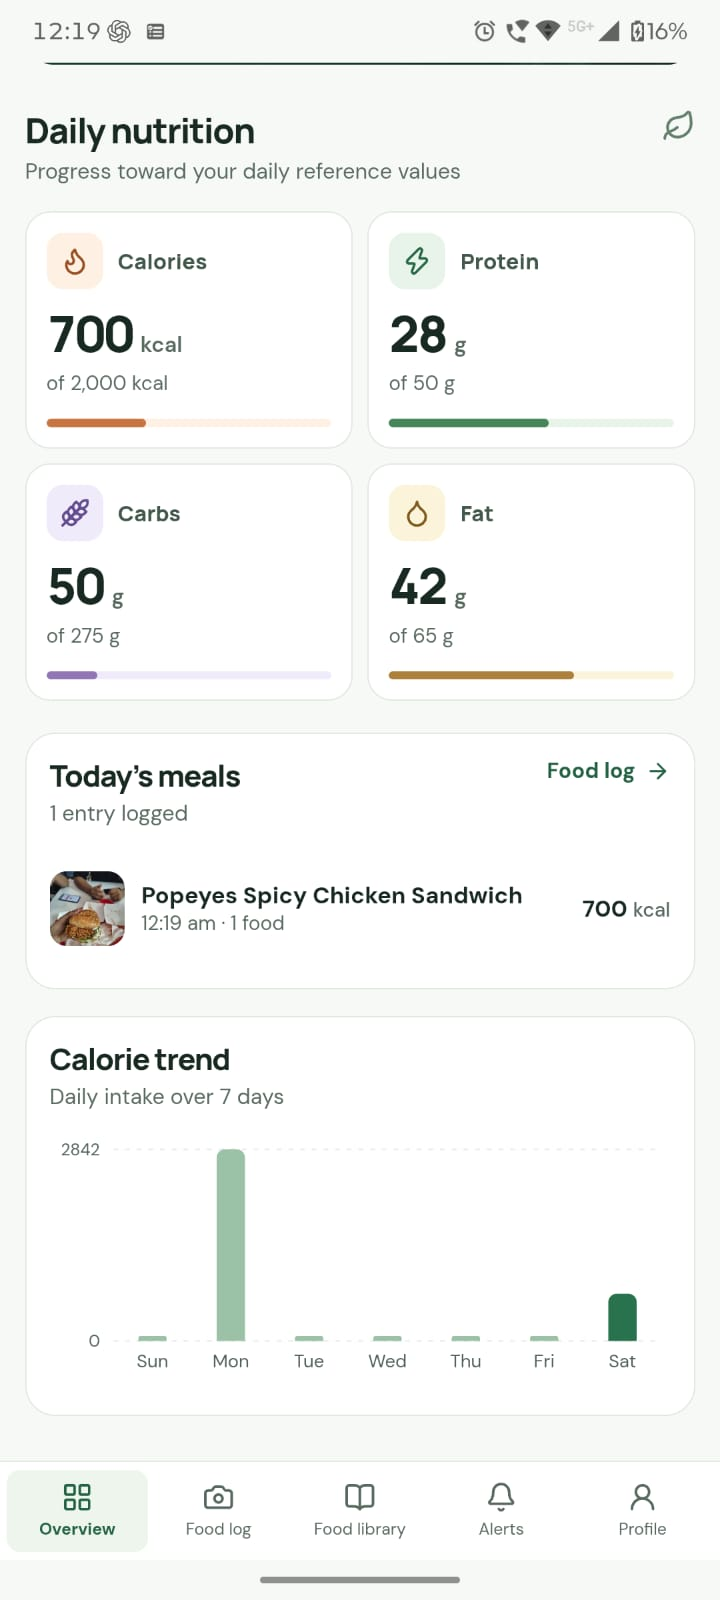 12:19 5G+ 16%
Daily nutrition
Progress toward your daily reference values
Calories
700 kcal
of 2,000 kcal
Protein
28 g
of 50 g
Carbs
50 g
of 275 g
Fat
42 g
of 65 g
Today's meals
Food log →
1 entry logged
Popeyes Spicy Chicken Sandwich
12:19 am · 1 food
700 kcal
Calorie trend
Daily intake over 7 days
2842
0
Sun Mon Tue Wed Thu Fri Sat
Overview Food log Food library Alerts Profile